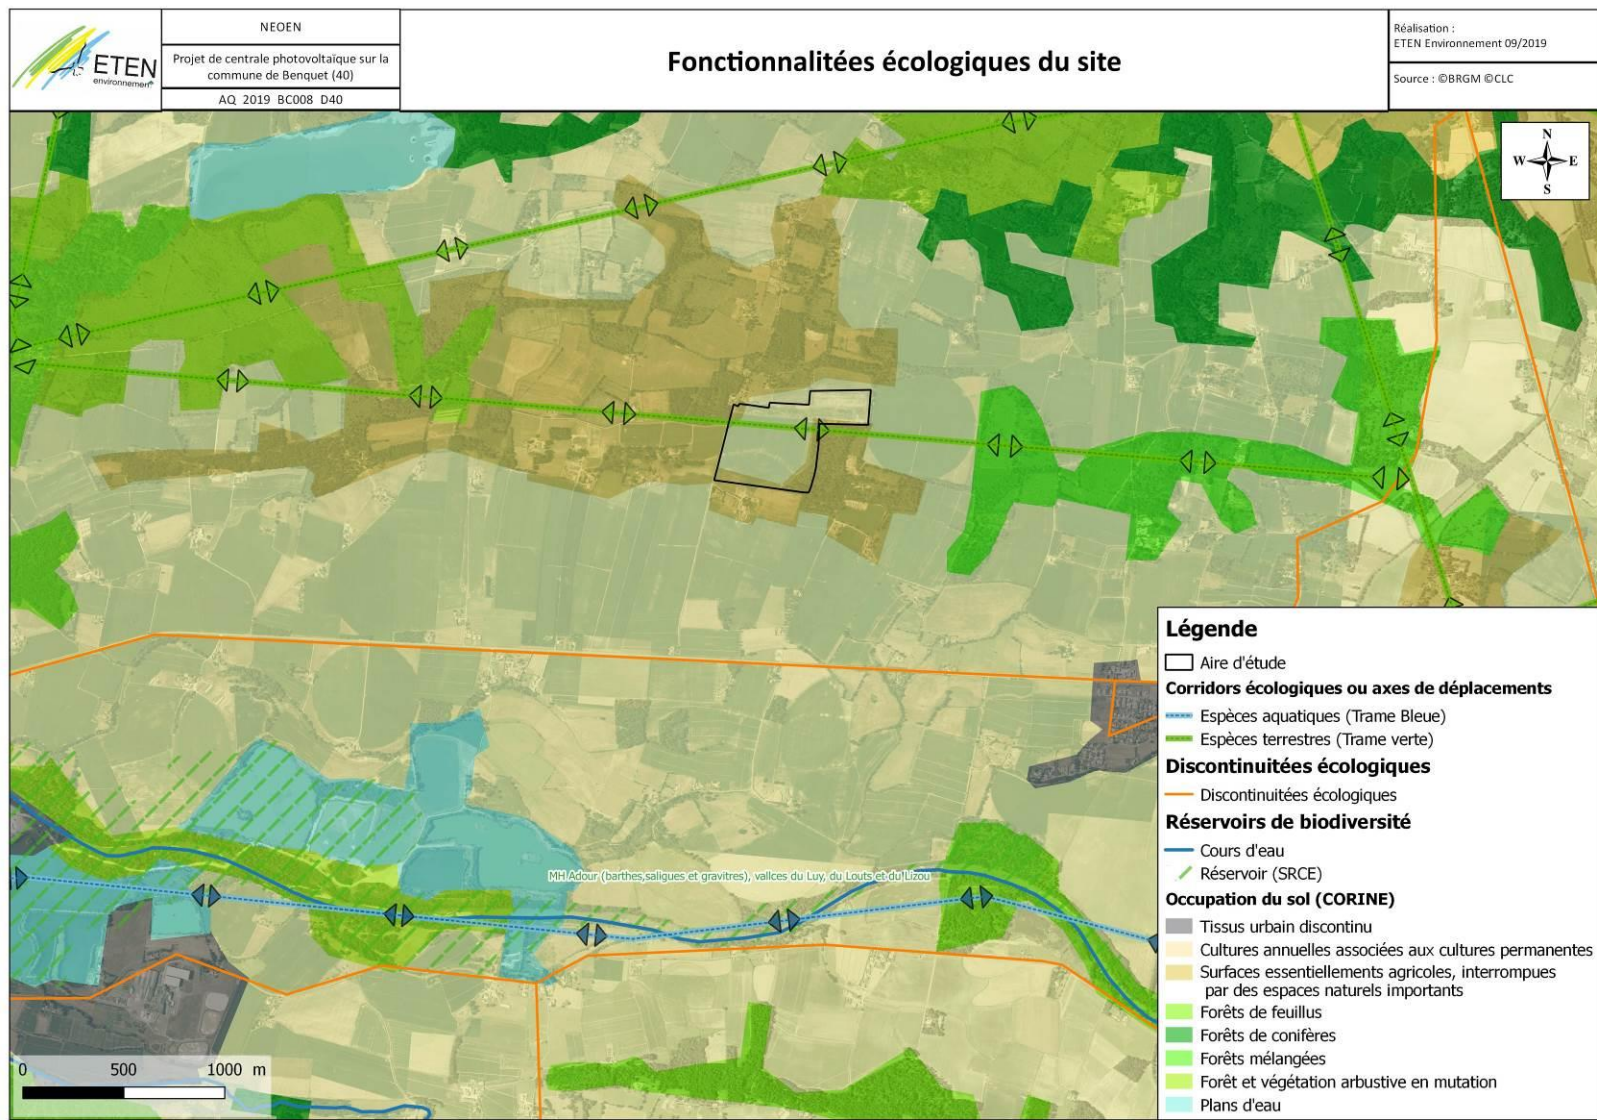 ETEN
environnement
NEOEN
Projet de centrale photovoltaïque sur la
commune de Benquet (40)
AQ 2019 BC008 D40
Fonctionnalitées écologiques du site
Réalisation :
ETEN Environnement 09/2019
Source : ©BRGM ©CLC
N
W E
S
MH Adour (barthes,saligues et gravitres), vallces du Luy, du Louts et du Lizou
Légende
Aire d'étude
Corridors écologiques ou axes de déplacements
Espèces aquatiques (Trame Bleue)
Espèces terrestres (Trame verte)
Discontinuitées écologiques
Discontinuitées écologiques
Réservoirs de biodiversité
Cours d'eau
Réservoir (SRCE)
Occupation du sol (CORINE)
Tissus urbain discontinu
Cultures annuelles associées aux cultures permanentes
Surfaces essentiellements agricoles, interrompues
par des espaces naturels importants
Forêts de feuillus
Forêts de conifères
Forêts mélangées
Forêt et végétation arbustive en mutation
Plans d'eau
0 500 1000 m